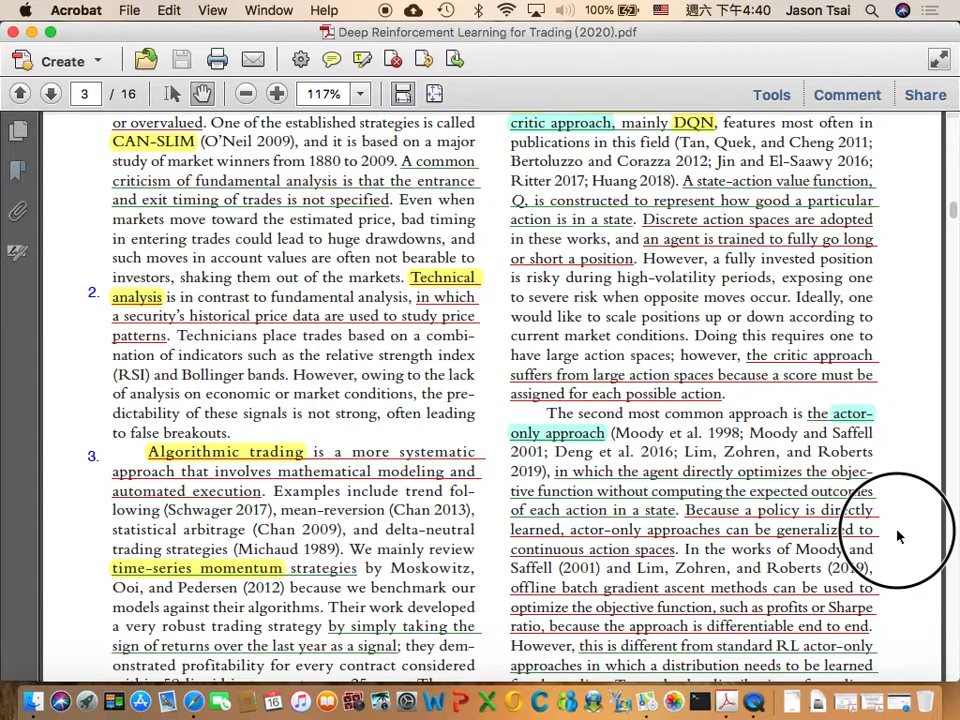 Acrobat File Edit View Window Help 100% 週六下午4:40 Jason Tsai
Deep Reinforcement Learning for Trading (2020).pdf
Create
3 / 16 117% Tools Comment Share
or overvalued. One of the established strategies is called
CAN-SLIM (O'Neil 2009), and it is based on a major
study of market winners from 1880 to 2009. A common
criticism of fundamental analysis is that the entrance
and exit timing of trades is not specified. Even when
markets move toward the estimated price, bad timing
in entering trades could lead to huge drawdowns, and
such moves in account values are often not bearable to
investors, shaking them out of the markets. Technical
2. analysis is in contrast to fundamental analysis, in which
a security's historical price data are used to study price
patterns. Technicians place trades based on a combi-
nation of indicators such as the relative strength index
(RSI) and Bollinger bands. However, owing to the lack
of analysis on economic or market conditions, the pre-
dictability of these signals is not strong, often leading
to false breakouts.
3. Algorithmic trading is a more systematic
approach that involves mathematical modeling and
automated execution. Examples include trend fol-
lowing (Schwager 2017), mean-reversion (Chan 2013),
statistical arbitrage (Chan 2009), and delta-neutral
trading strategies (Michaud 1989). We mainly review
time-series momentum strategies by Moskowitz,
Ooi, and Pedersen (2012) because we benchmark our
models against their algorithms. Their work developed
a very robust trading strategy by simply taking the
sign of returns over the last year as a signal; they dem-
onstrated profitability for every contract considered
critic approach, mainly DQN, features most often in
publications in this field (Tan, Quek, and Cheng 2011;
Bertoluzzo and Corazza 2012; Jin and El-Saawy 2016;
Ritter 2017; Huang 2018). A state-action value function,
Q, is constructed to represent how good a particular
action is in a state. Discrete action spaces are adopted
in these works, and an agent is trained to fully go long
or short a position. However, a fully invested position
is risky during high-volatility periods, exposing one
to severe risk when opposite moves occur. Ideally, one
would like to scale positions up or down according to
current market conditions. Doing this requires one to
have large action spaces; however, the critic approach
suffers from large action spaces because a score must be
assigned for each possible action.
The second most common approach is the actor-
only approach (Moody et al. 1998; Moody and Saffell
2001; Deng et al. 2016; Lim, Zohren, and Roberts
2019), in which the agent directly optimizes the objec-
tive function without computing the expected outcomes
of each action in a state. Because a policy is directly
learned, actor-only approaches can be generalized to
continuous action spaces. In the works of Moody and
Saffell (2001) and Lim, Zohren, and Roberts (2019),
offline batch gradient ascent methods can be used to
optimize the objective function, such as profits or Sharpe
ratio, because the approach is differentiable end to end.
However, this is different from standard RL actor-only
approaches in which a distribution needs to be learned